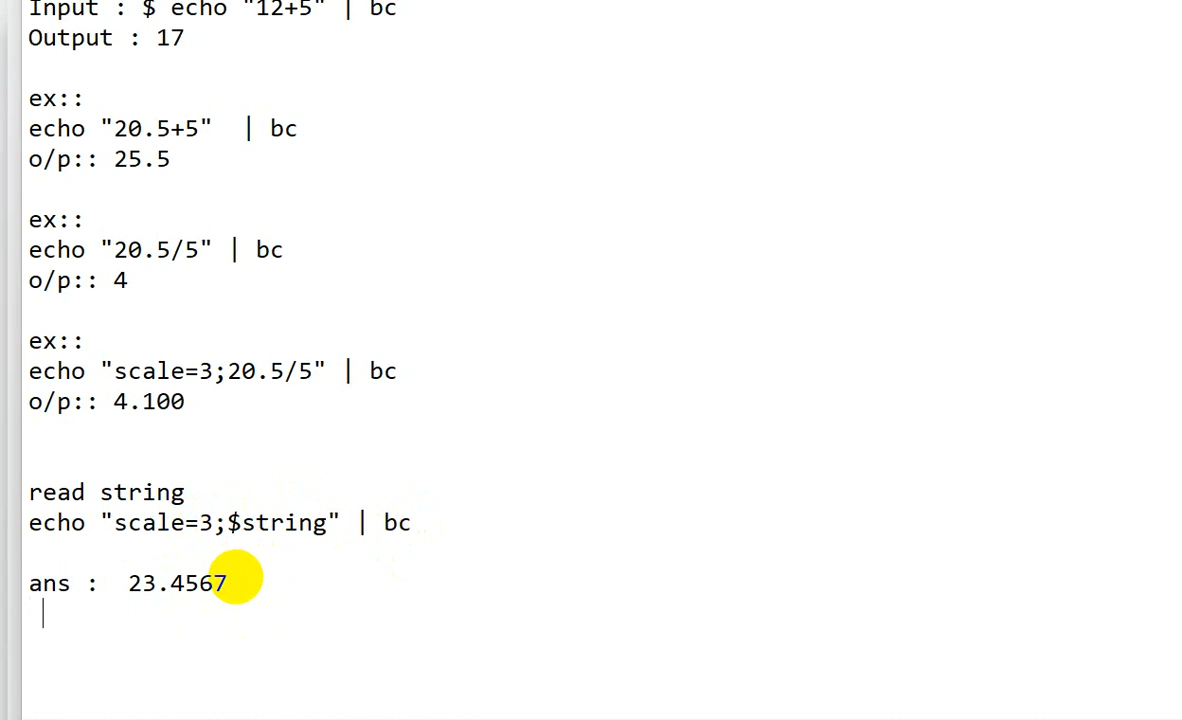 Input : $ echo "12+5" | bc
Output : 17
ex::
echo "20.5+5"  | bc
o/p:: 25.5
ex::
echo "20.5/5" | bc
o/p:: 4
ex::
echo "scale=3;20.5/5" | bc
o/p:: 4.100
read string
echo "scale=3;$string" | bc
ans :  23.4567